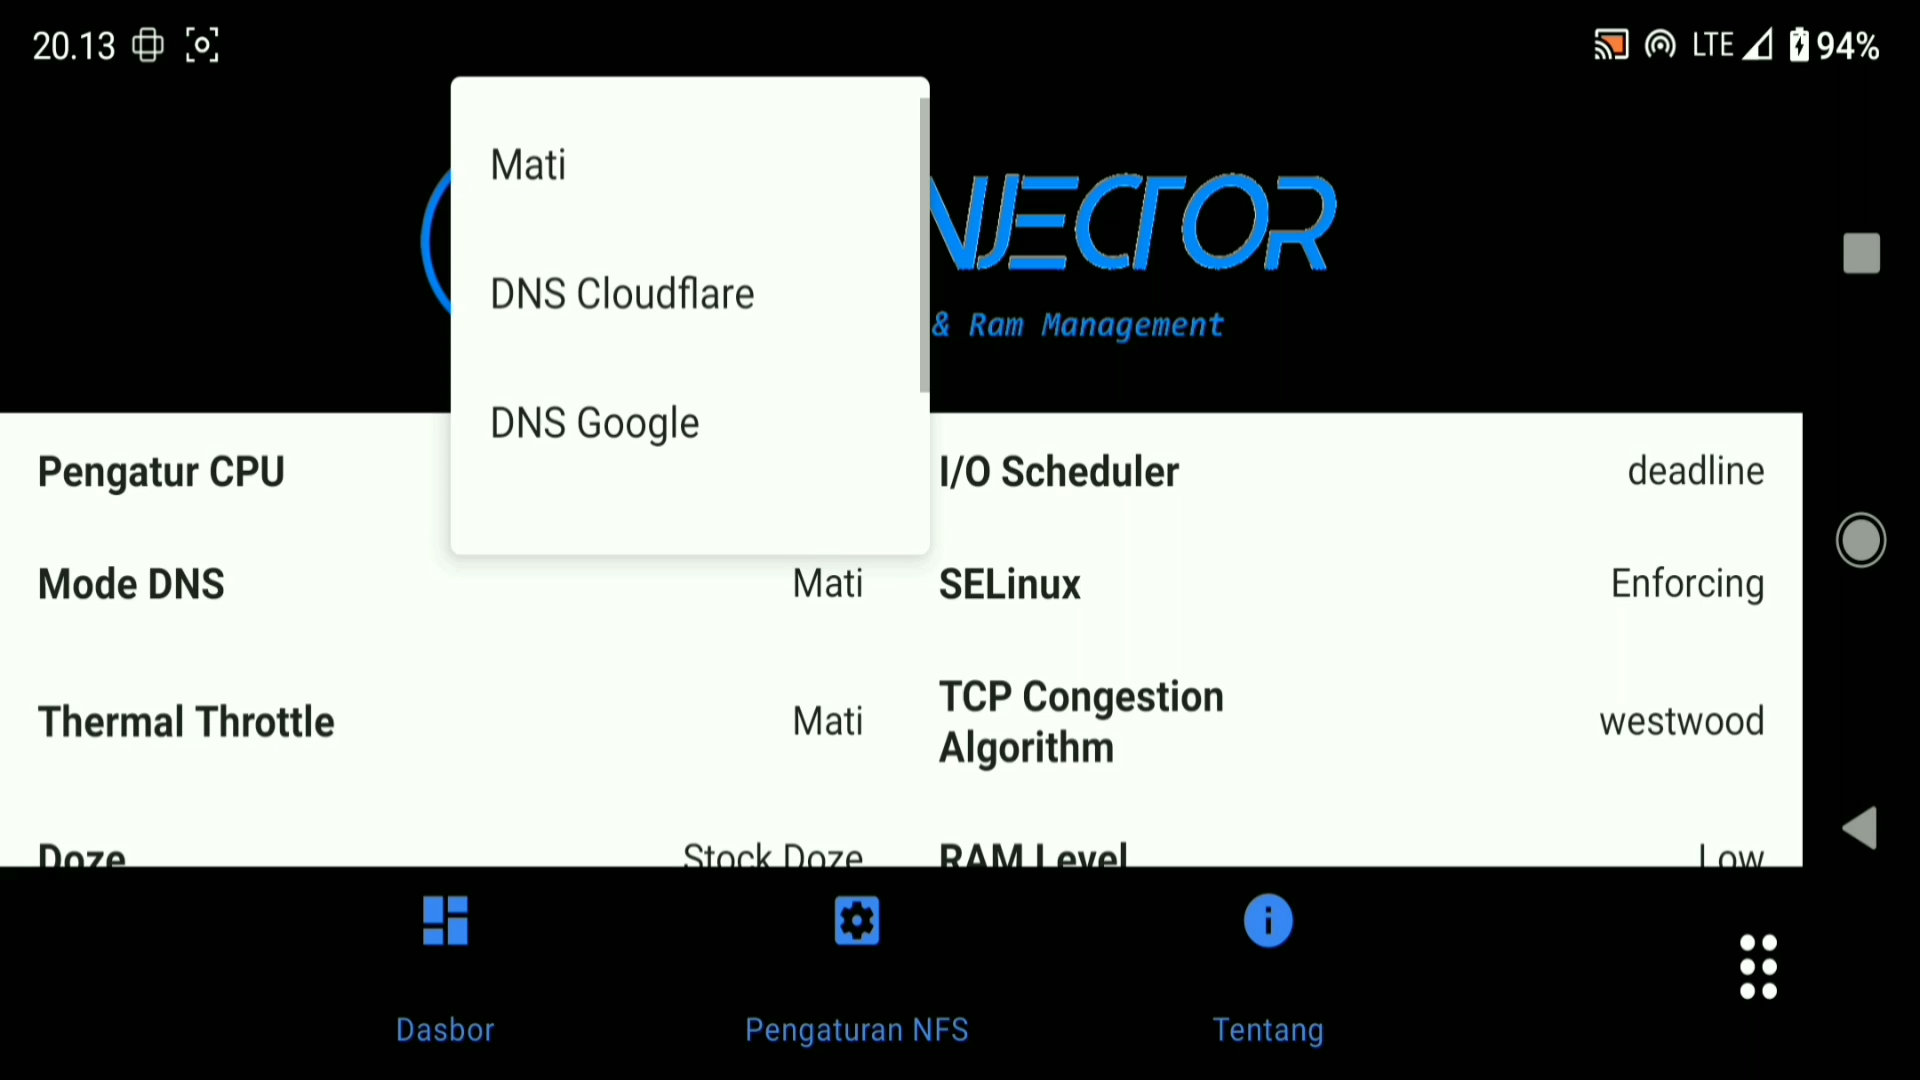 20.13
LTE
94%
Mati
DNS Cloudflare
DNS Google
NJECTOR
& Ram Management
Pengatur CPU
I/O Scheduler
deadline
Mode DNS
Mati
SELinux
Enforcing
Thermal Throttle
Mati
TCP Congestion
Algorithm
westwood
Doze
Stock Doze
RAM Level
Low
Dasbor
Pengaturan NFS
Tentang